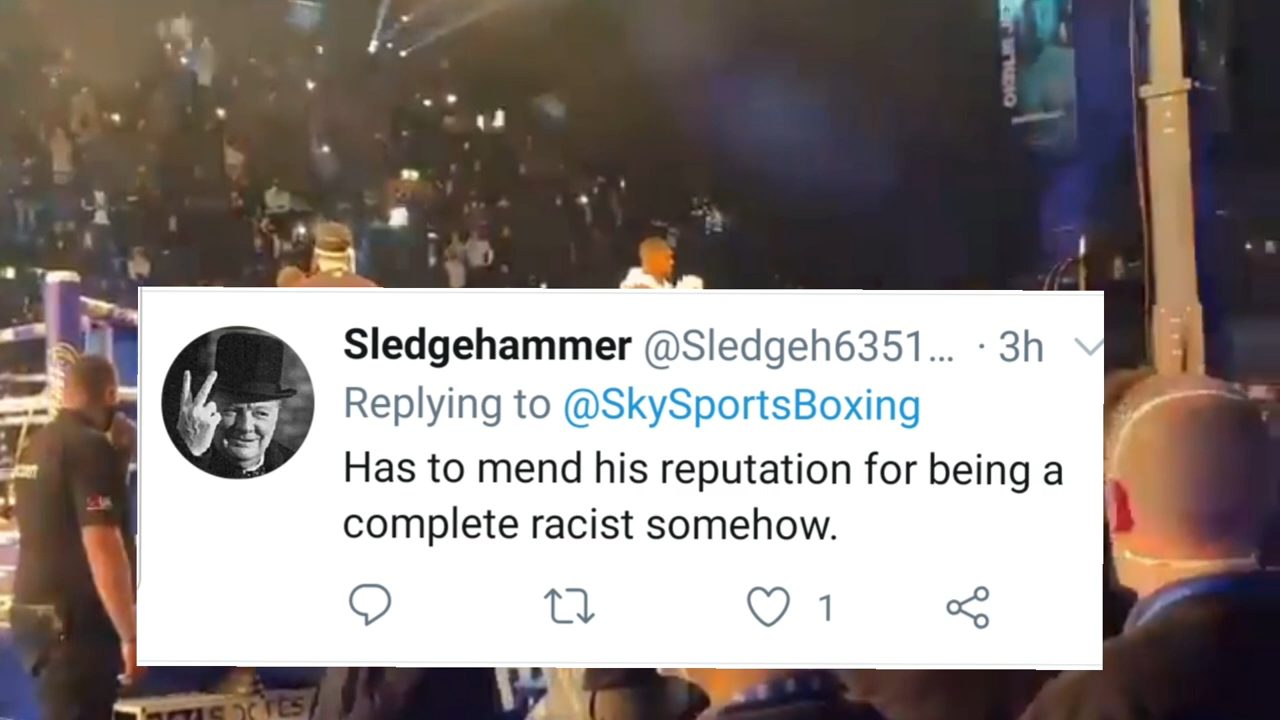 Sledgehammer @Sledgeh6351... · 3h
Replying to @SkySportsBoxing
Has to mend his reputation for being a
complete racist somehow.
1